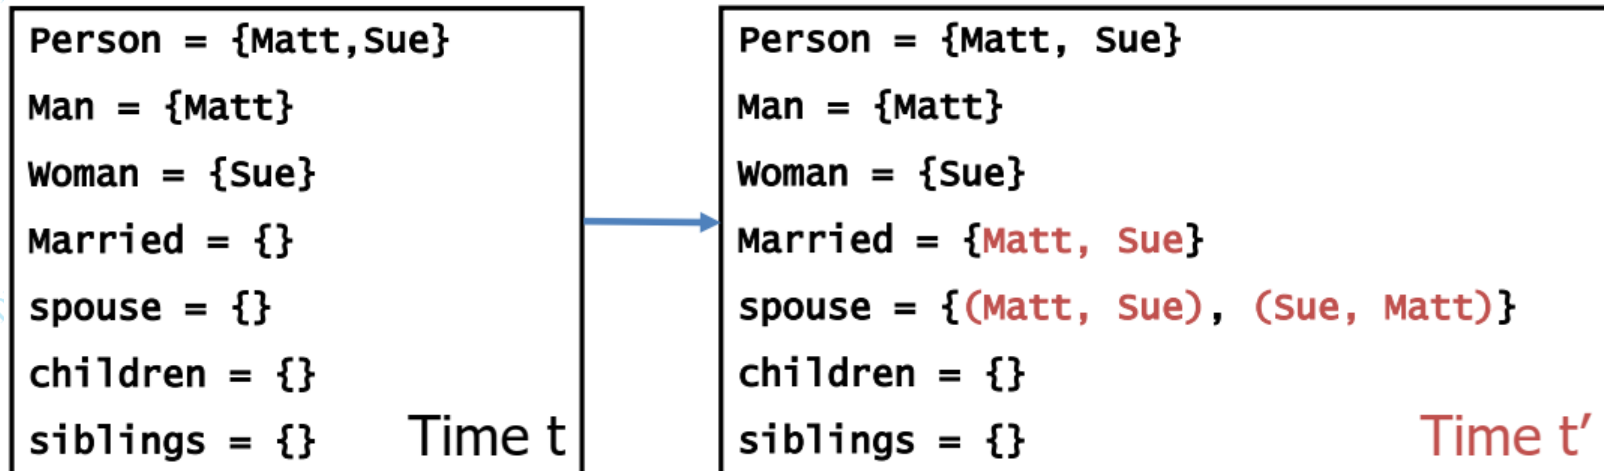 Person = {Matt,Sue}
Man = {Matt}
Woman = {Sue}
Married = {}
spouse = {}
children = {}
siblings = {}
Time t
Person = {Matt, Sue}
Man = {Matt}
Woman = {Sue}
Married = {Matt, Sue}
spouse = {(Matt, Sue), (Sue, Matt)}
children = {}
siblings = {}
Time t′